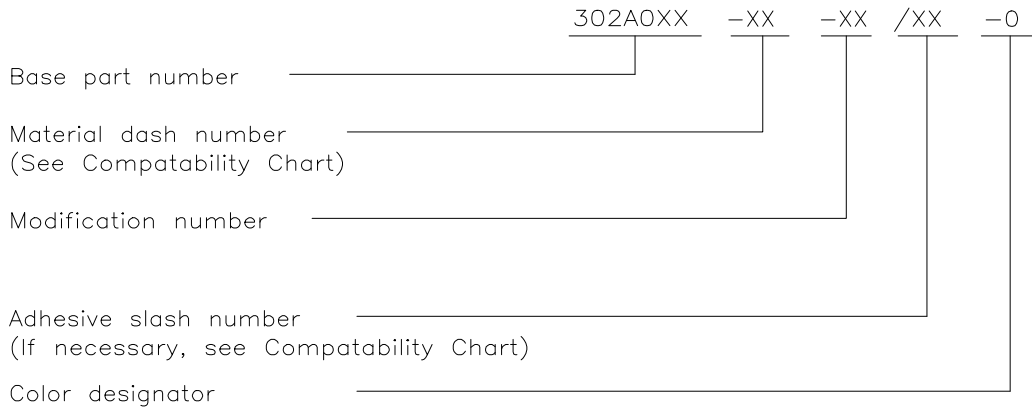 302A0XX -XX -XX /XX -0
Base part number
Material dash number
(See Compatability Chart)
Modification number
Adhesive slash number
(If necessary, see Compatability Chart)
Color designator